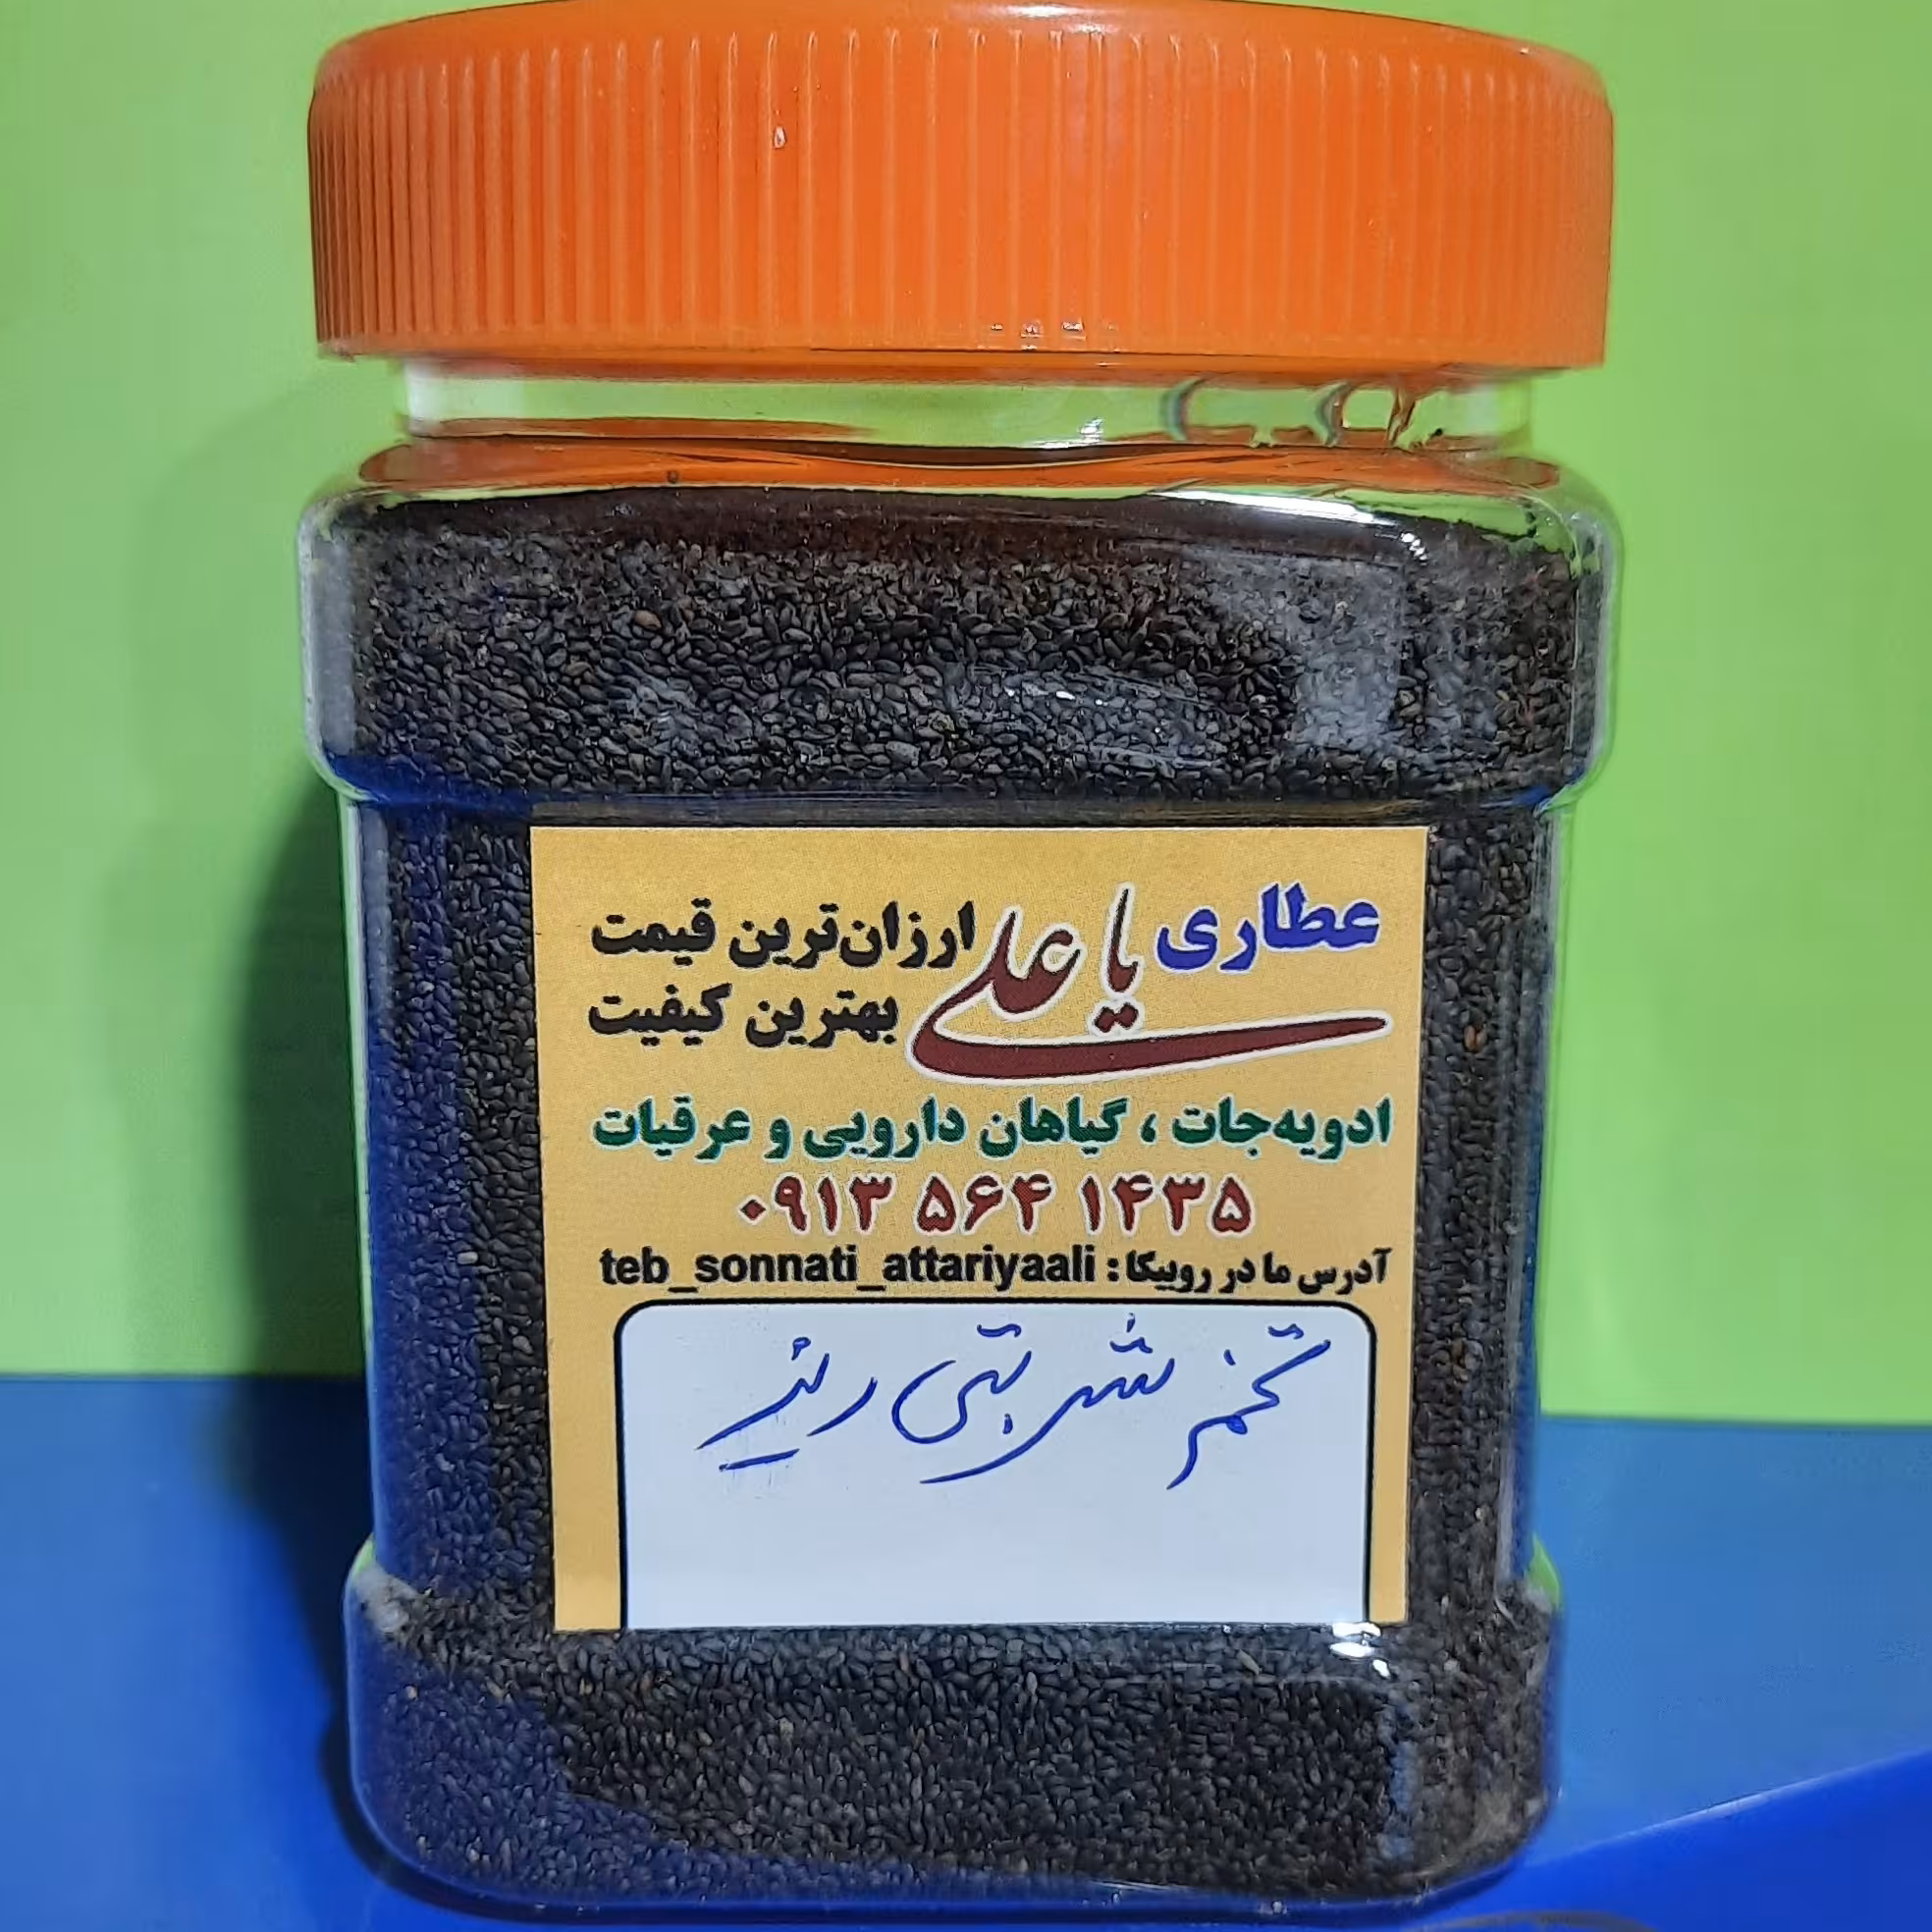 عطاری یا علی ارزان‌ترین قیمت
بهترین کیفیت
ادویه‌جات ، گیاهان دارویی و عرقیات
۰۹۱۳ ۵۶۴ ۱۴۳۵
آدرس ما در روبیکا : teb_sonnati_attariyaali
تخم شربتی ریز